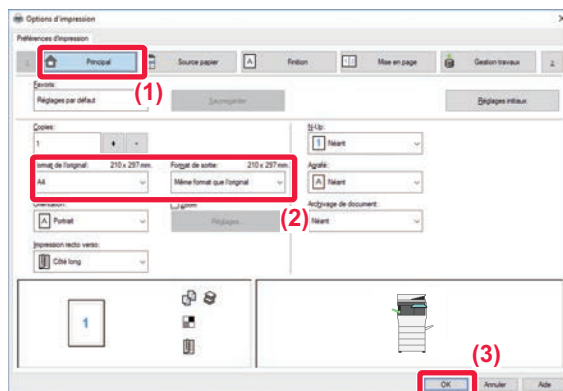 Options d'impression
Préférences d'impression
Principal
Source papier
Finition
Mise en page
Gestion travaux
2
(1)
Favoris:
Réglages par défaut
Sauvegarder
Réglages initiaux
Copies:
1
+ -
Format de l'original: 210 x 297 mm.
A4
Format de sortie: 210 x 297 mm.
Même format que l'original
(2)
Orientation:
Portrait
Zoom
Réglages...
Impression recto verso:
Côté long
N-Up:
1 Néant
Agrafé:
Néant
Archivage de document:
Néant
1
(3)
OK
Annuler
Aide